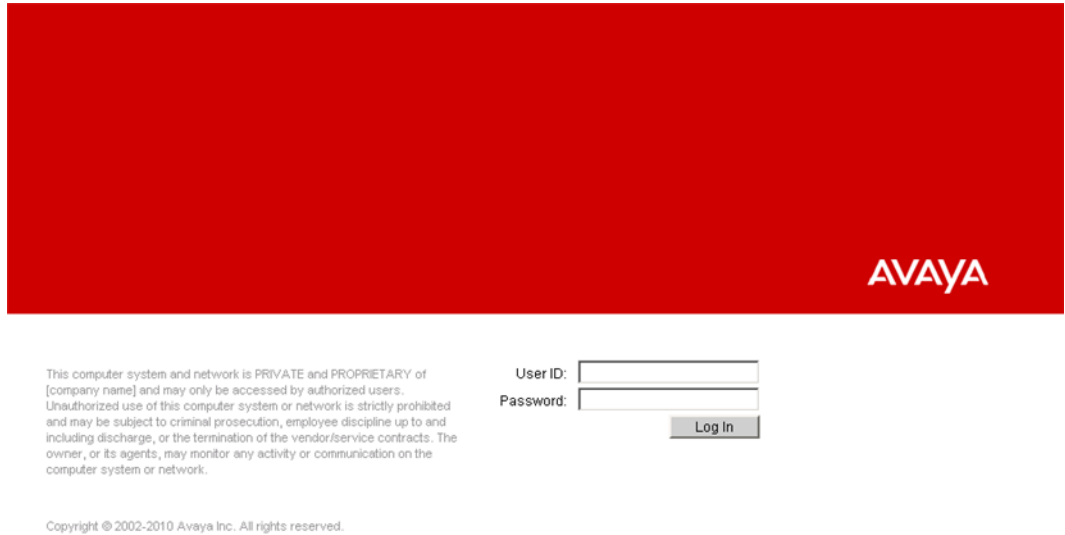 AVAYA
This computer system and network is PRIVATE and PROPRIETARY of
[company name] and may only be accessed by authorized users.
Unauthorized use of this computer system or network is strictly prohibited
and may be subject to criminal prosecution, employee discipline up to and
including discharge, or the termination of the vendor/service contracts. The
owner, or its agents, may monitor any activity or communication on the
computer system or network.
User ID:
Password:
Log In
Copyright © 2002-2010 Avaya Inc. All rights reserved.